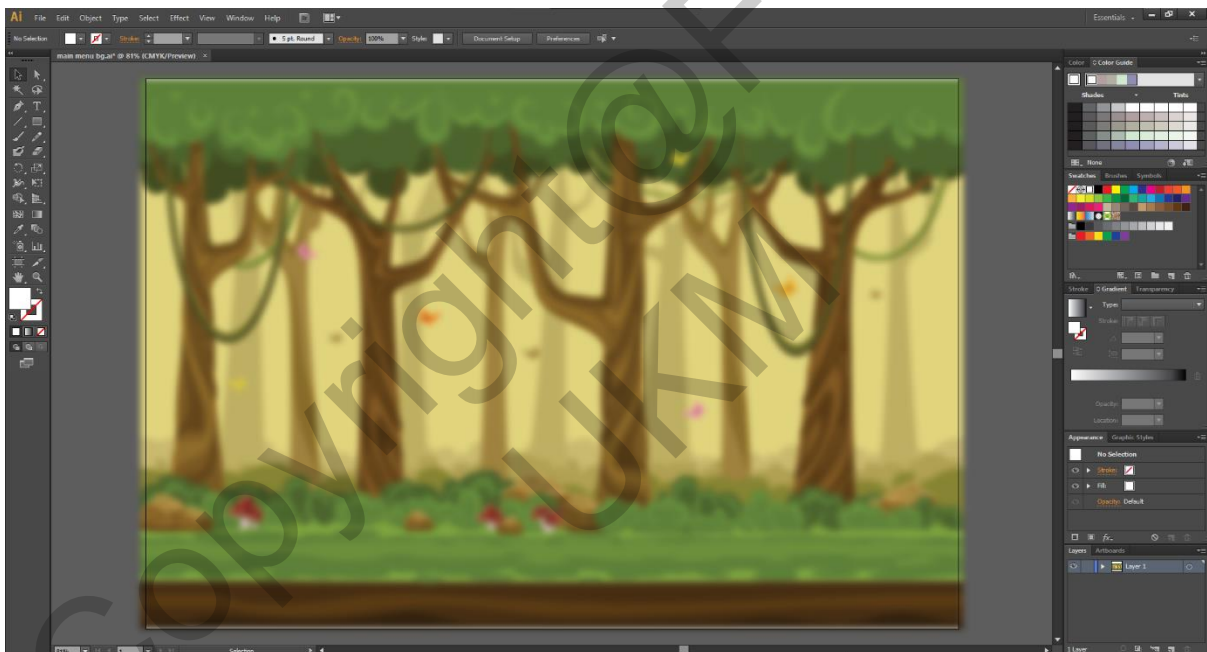 Ai File Edit Object Type Select Effect View Window Help Essentials
No Selection Stroke: 5 pt. Round Opacity: 100% Style: Document Setup Preferences
main menu bg.ai* @ 81% (CMYK/Preview) ×
Color Color Guide
Shades Tints
None
Swatches Brushes Symbols
Stroke Gradient Transparency
Type:
Stroke:
Opacity:
Location:
Appearance Graphic Styles
No Selection
Stroke:
Fill:
Opacity: Default
fx.
Layers Artboards
Layer 1
81% 1 Selection
1 Layer
UKM